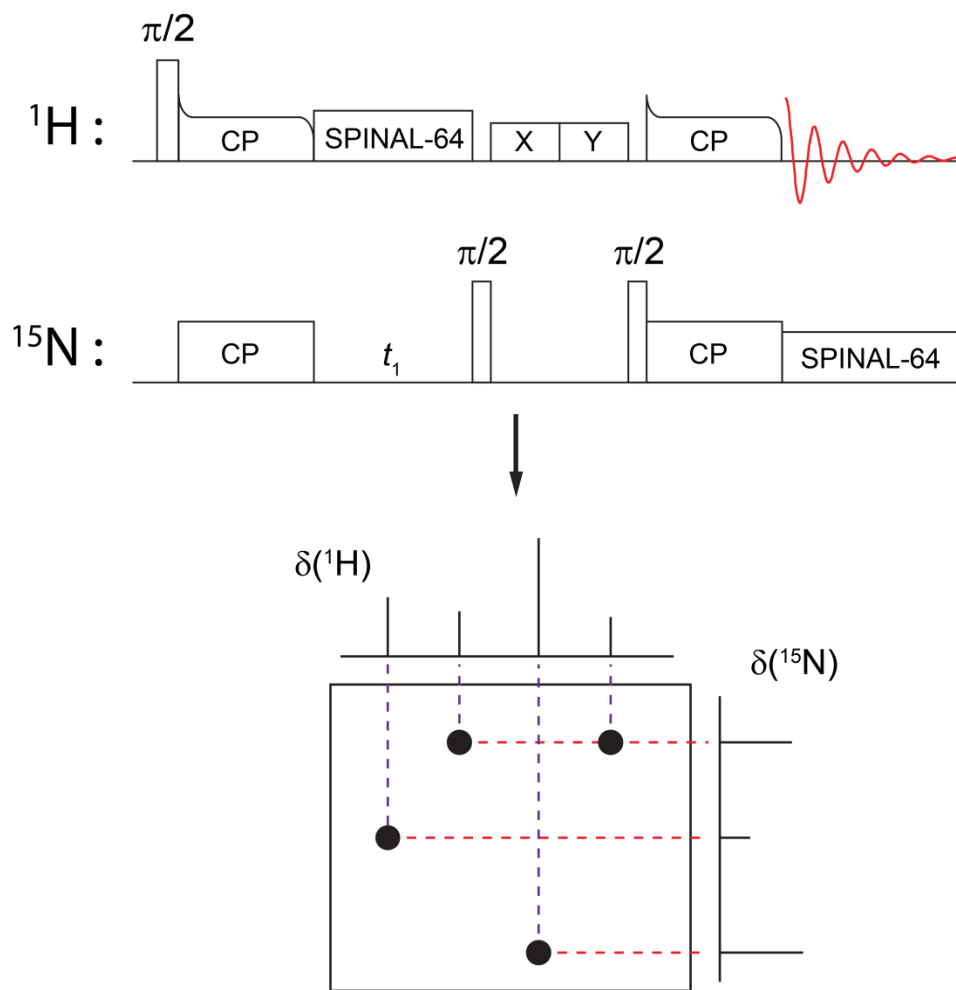 π/2
¹H :
CP
SPINAL-64
X
Y
CP
π/2
π/2
¹⁵N :
CP
t₁
CP
SPINAL-64
δ(¹H)
δ(¹⁵N)